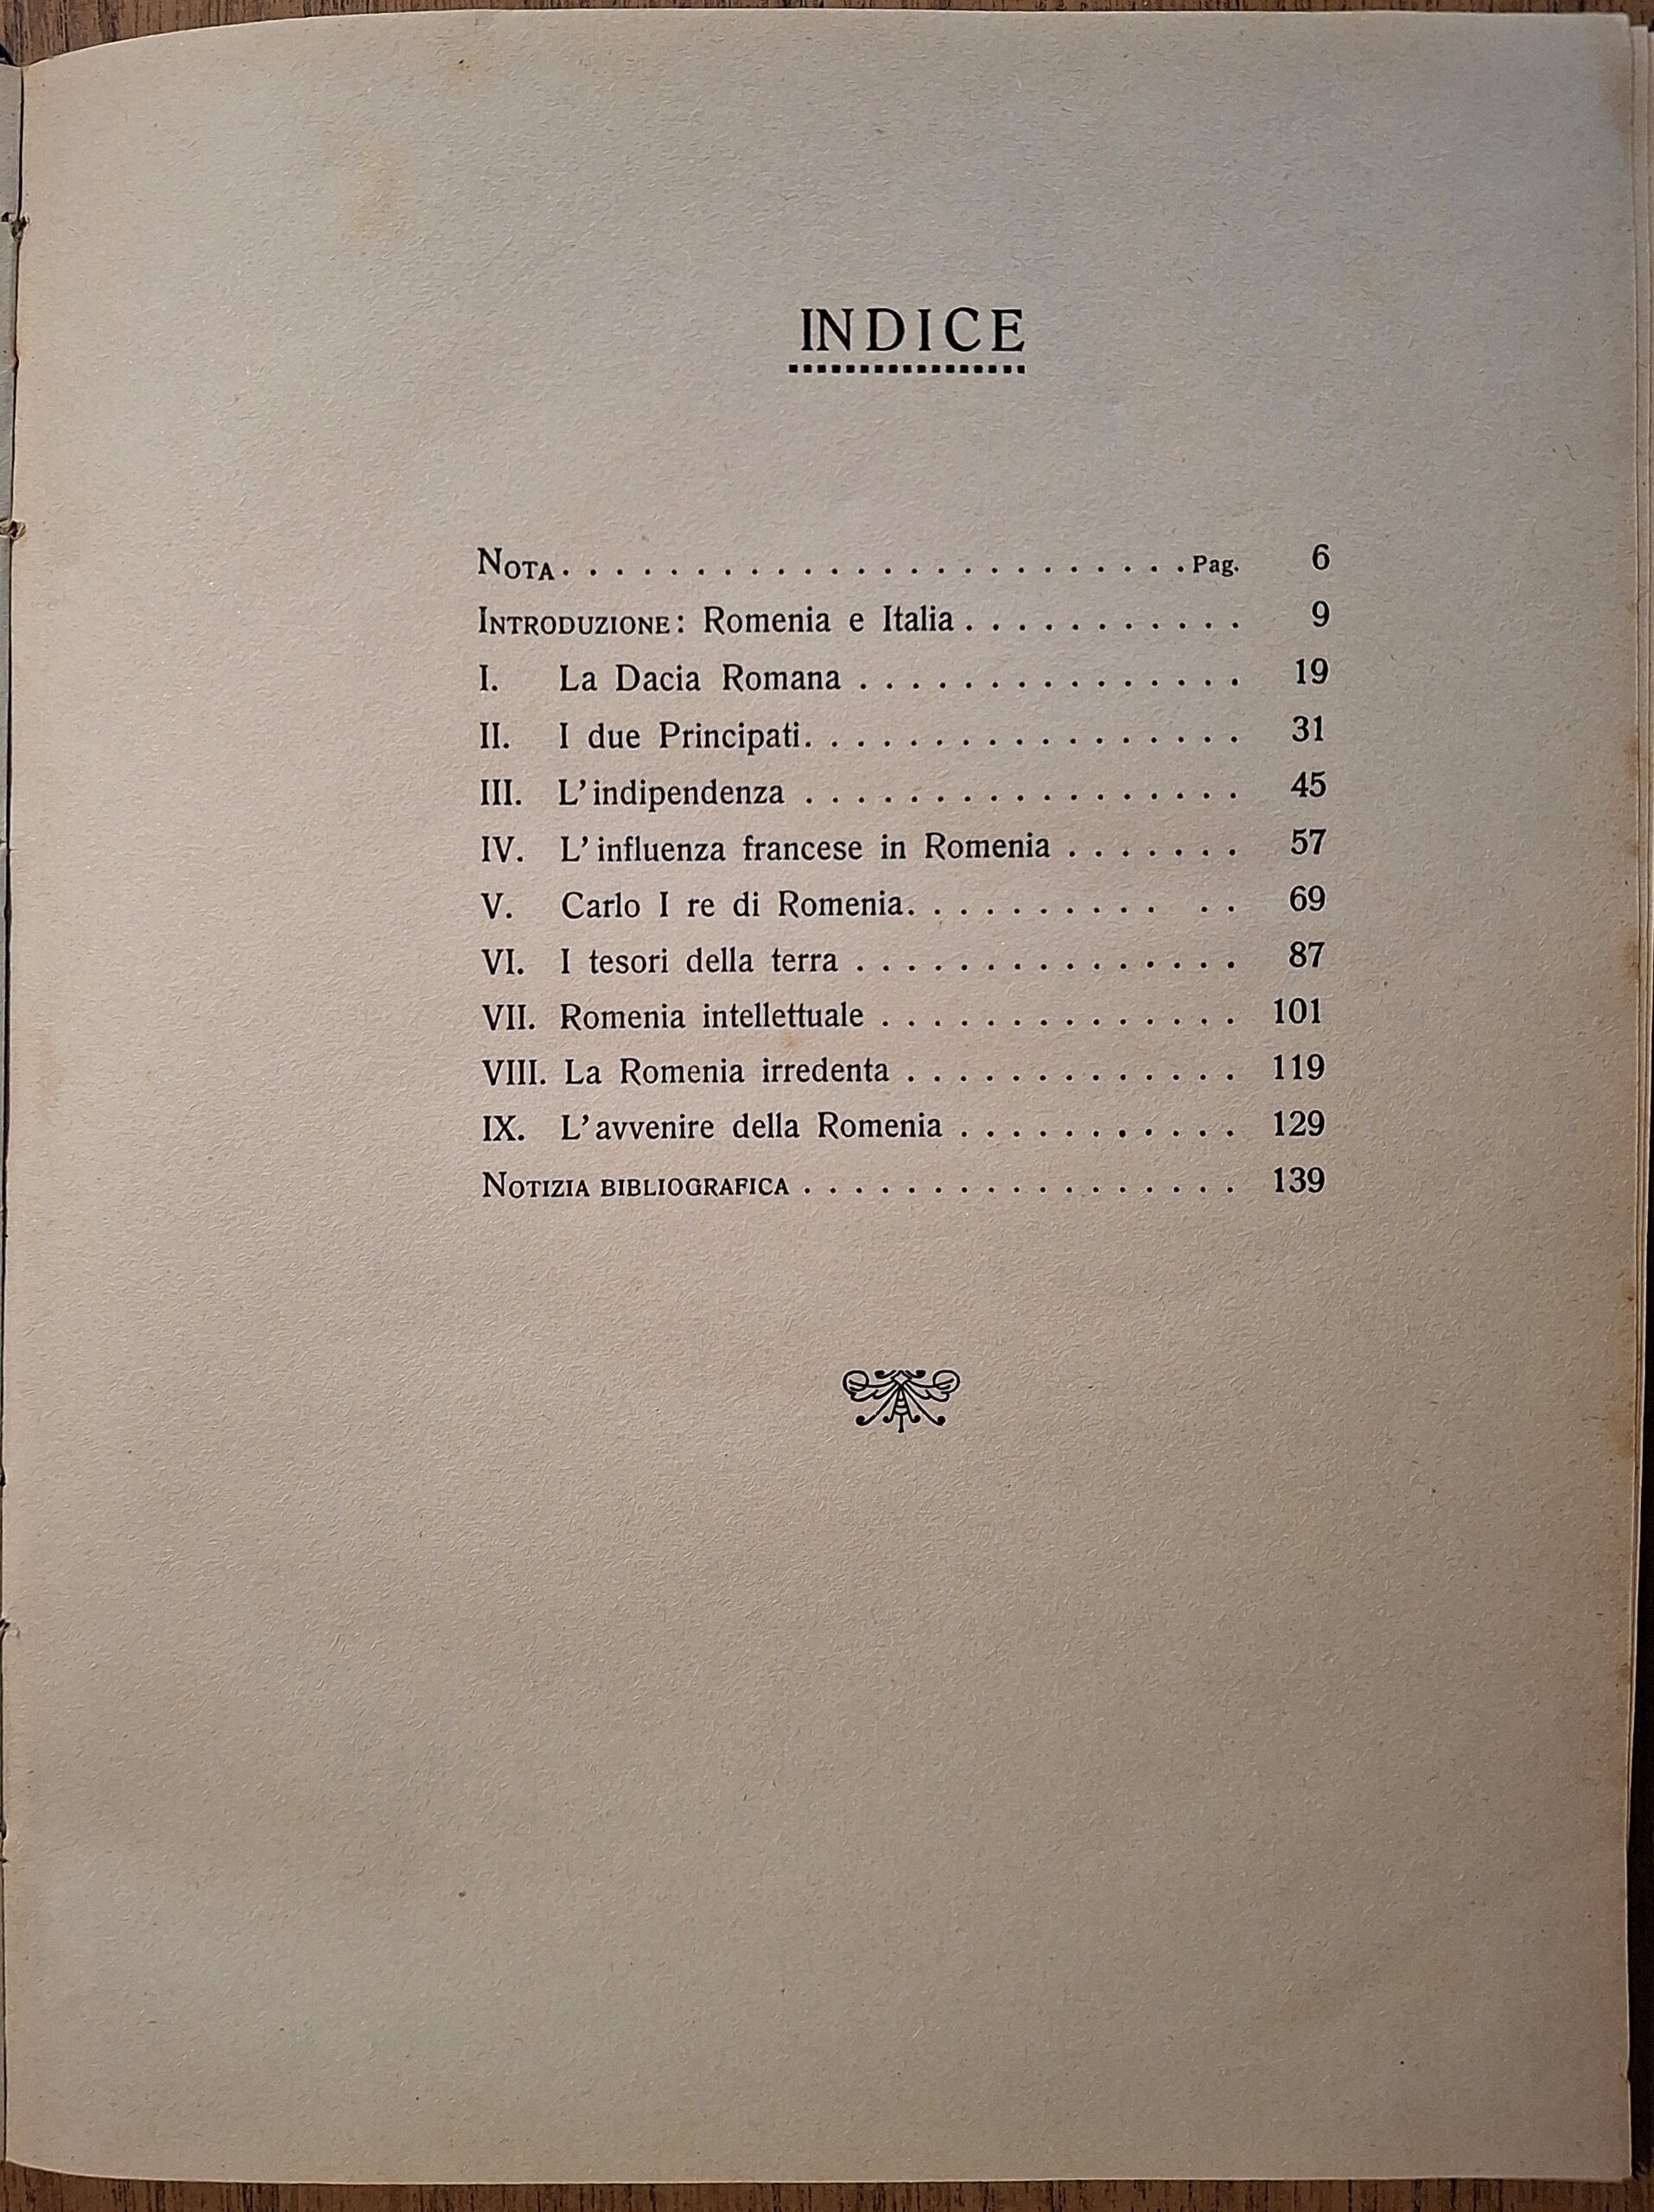 INDICE
NOTA. . . . . . . . . . . . . . . . . . . . . . . . Pag. 6
INTRODUZIONE: Romenia e Italia . . . . . . . . . . . 9
I. La Dacia Romana . . . . . . . . . . . . . . . 19
II. I due Principati. . . . . . . . . . . . . . . . . 31
III. L'indipendenza . . . . . . . . . . . . . . . . . 45
IV. L'influenza francese in Romenia . . . . . . . 57
V. Carlo I re di Romenia. . . . . . . . . . . . 69
VI. I tesori della terra . . . . . . . . . . . . . . . 87
VII. Romenia intellettuale . . . . . . . . . . . . . . 101
VIII. La Romenia irredenta . . . . . . . . . . . . . 119
IX. L'avvenire della Romenia . . . . . . . . . . . 129
NOTIZIA BIBLIOGRAFICA . . . . . . . . . . . . . . . . . 139